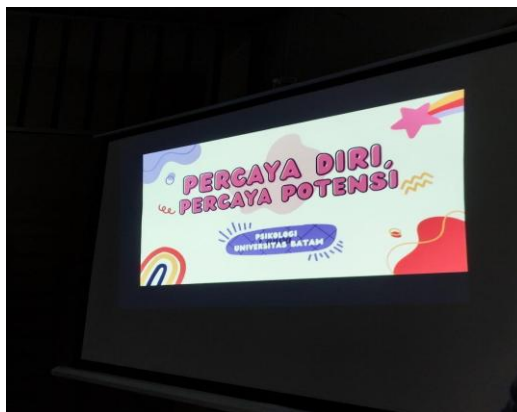 PERCAYA DIRI,
PERCAYA POTENSI
PSIKOLOGI
UNIVERSITAS BATAM